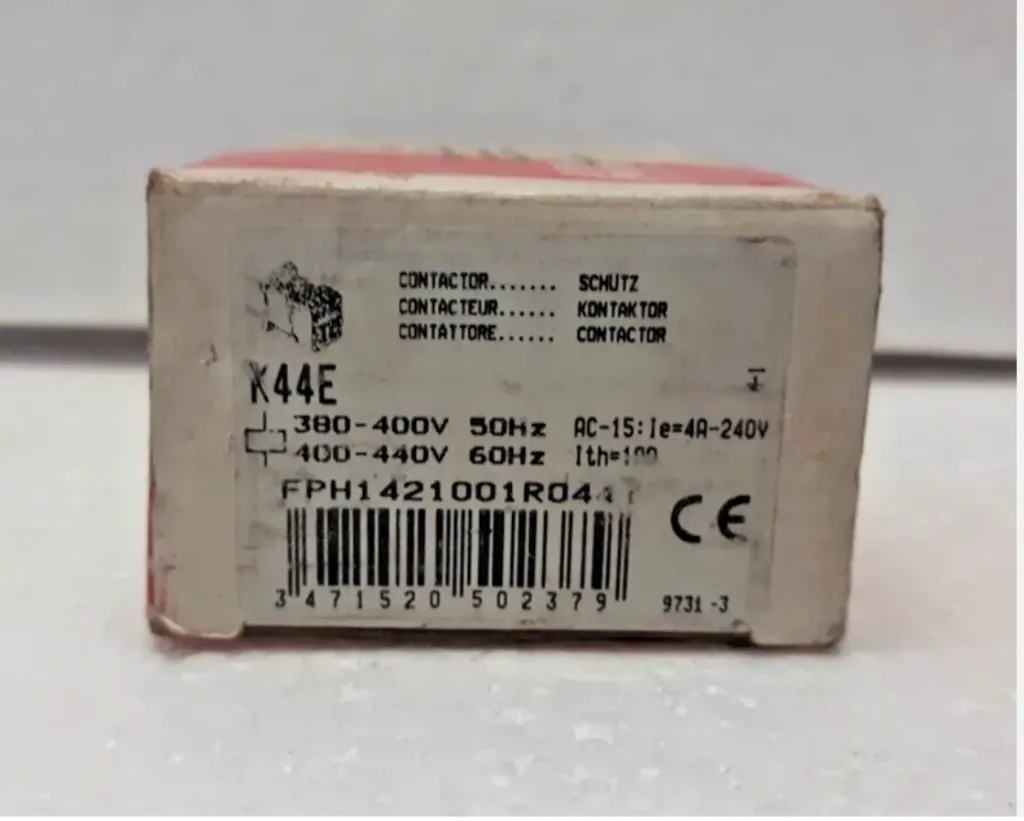 CONTACTOR....... SCHUTZ
CONTACTEUR...... KONTAKTOR
CONTATTORE...... CONTACTOR
K44E
380-400V 50Hz AC-15:Ie=4A-240V
400-440V 60Hz
CE
3 471520 502379
9731 -3